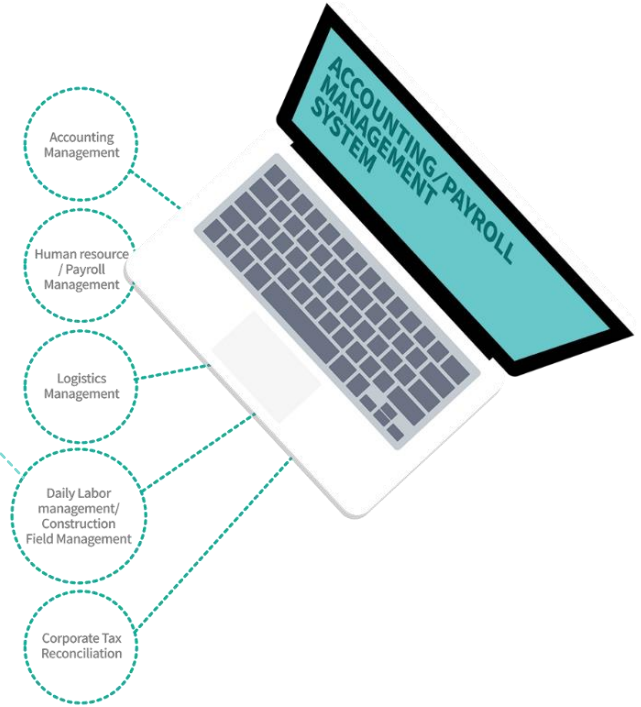 ACCOUNTING/PAYROLL
MANAGEMENT
SYSTEM
Accounting
Management
Human resource
/ Payroll
Management
Logistics
Management
Daily Labor
management/
Construction
Field Management
Corporate Tax
Reconciliation